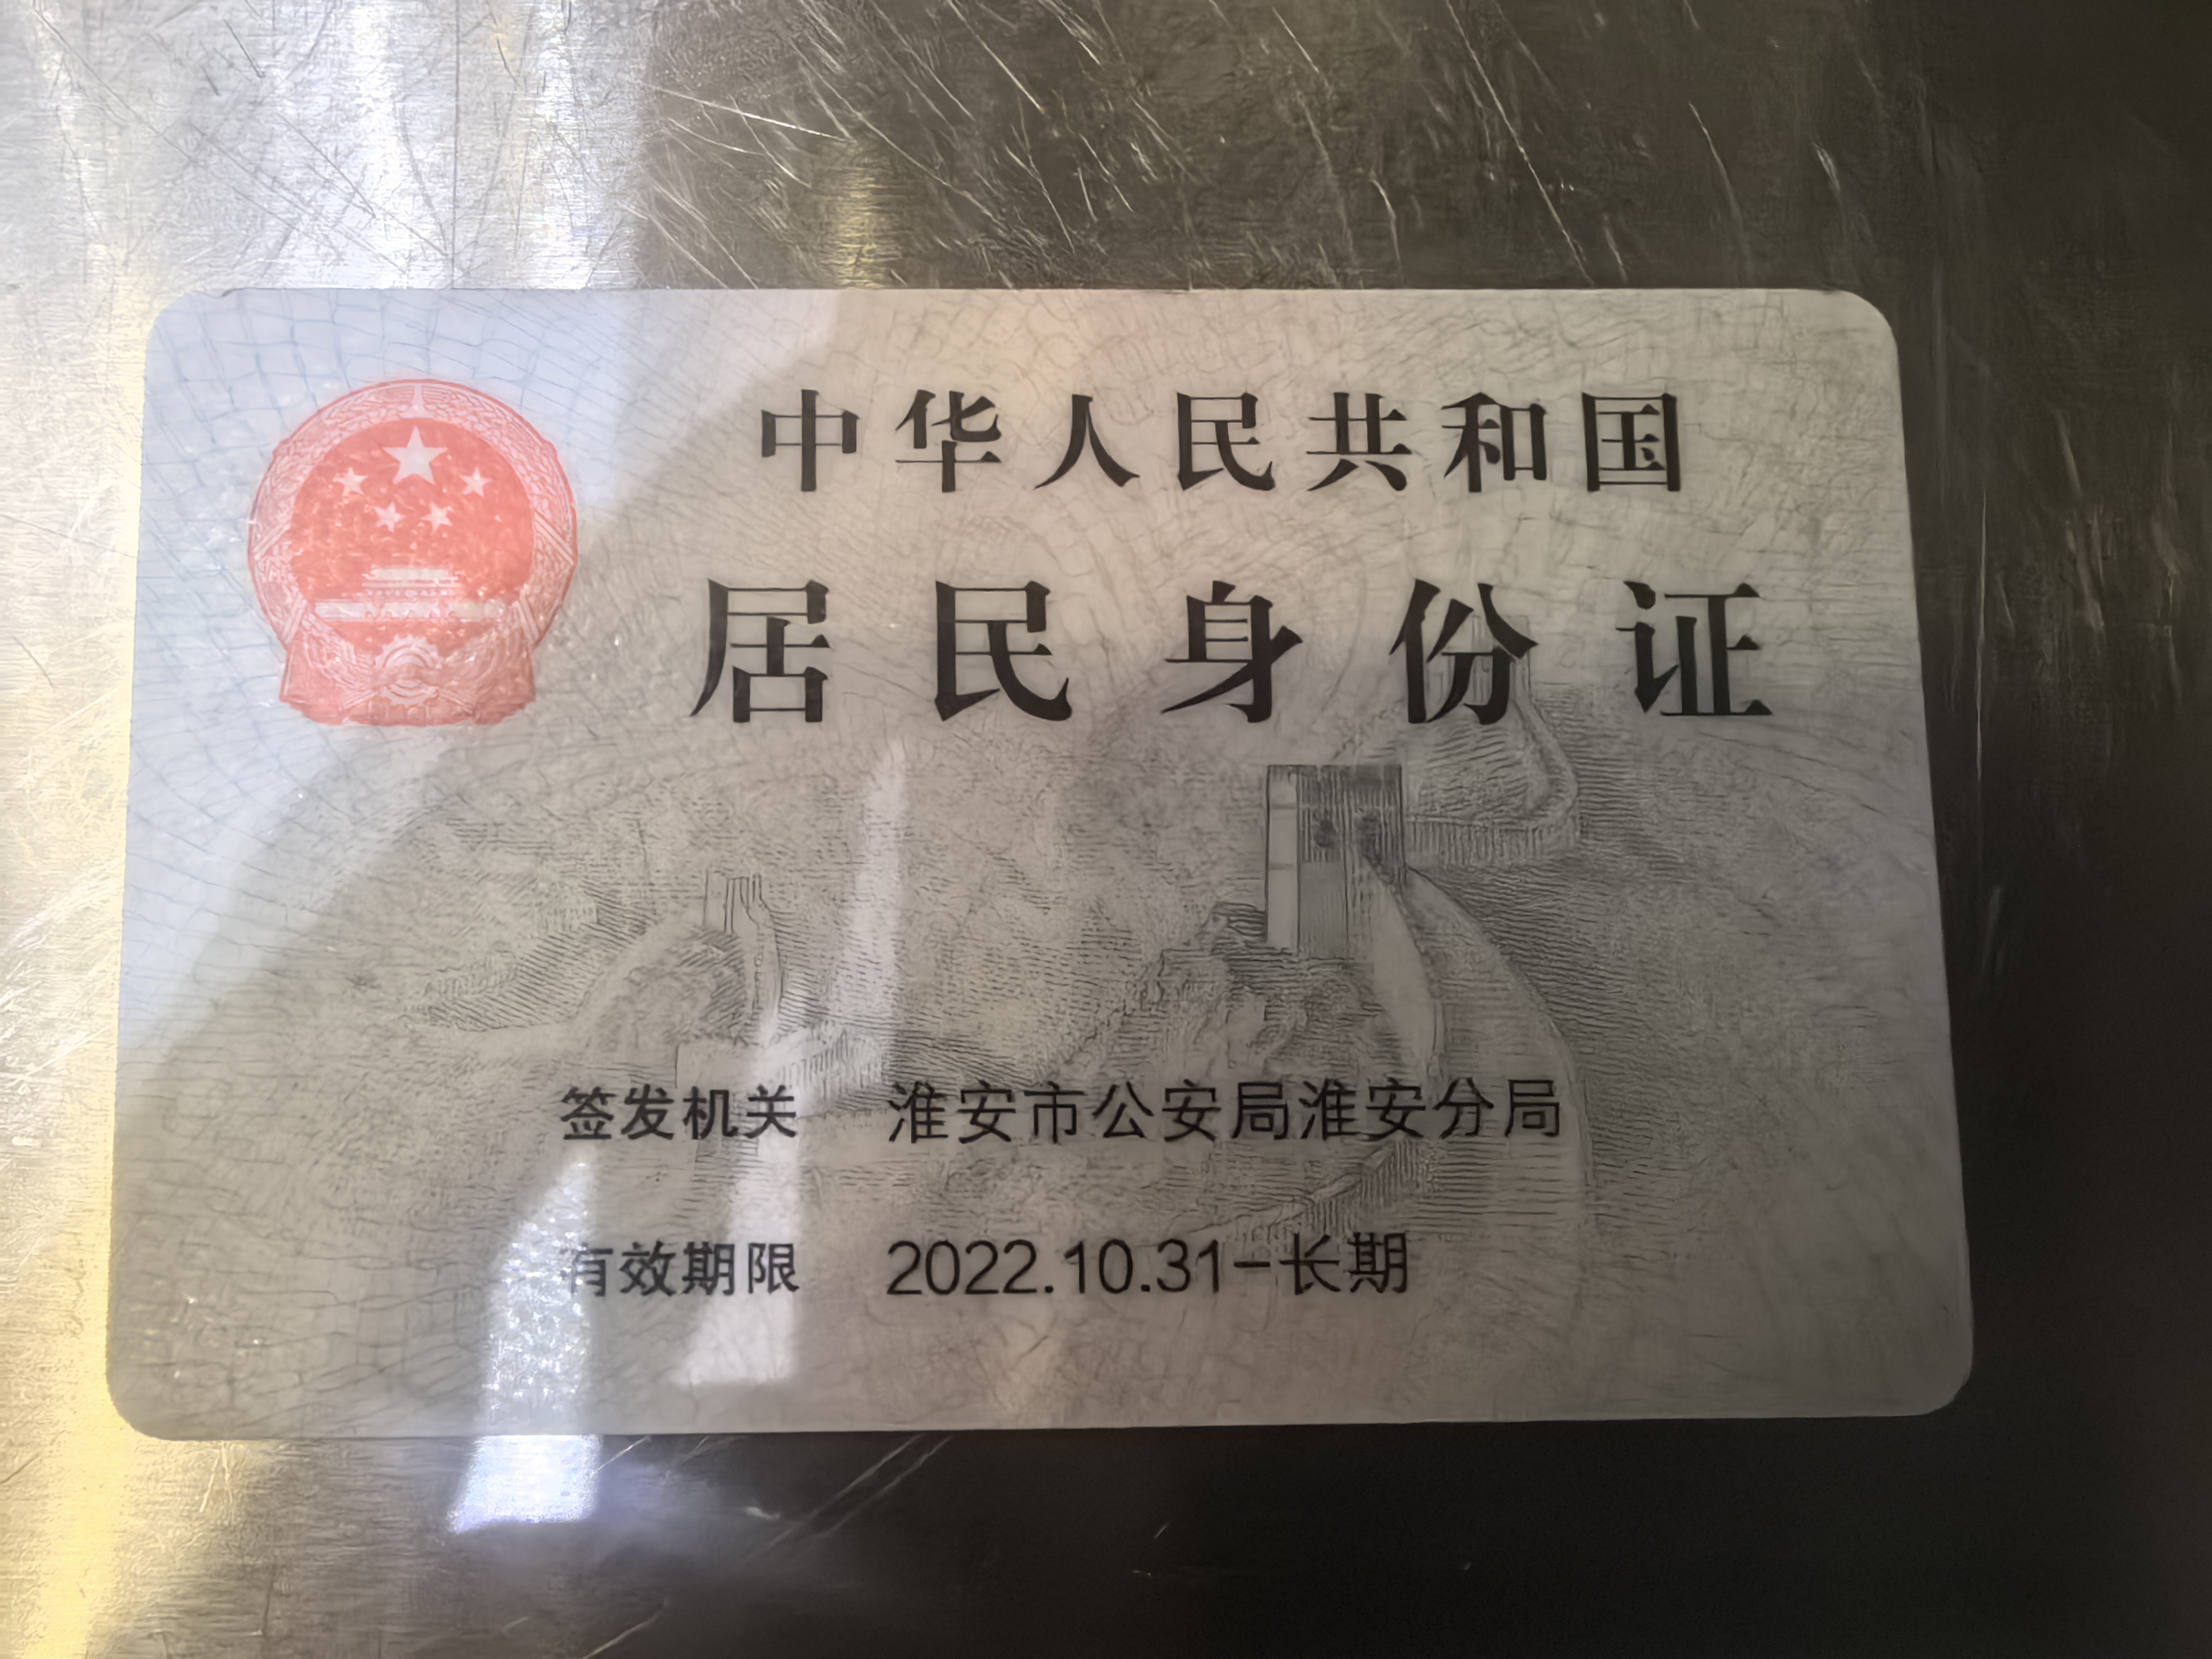 中华人民共和国
居民身份证
签发机关 淮安市公安局淮安分局
有效期限 2022.10.31-长期